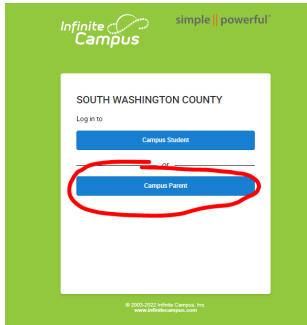 Infinite Campus
simple || powerful
SOUTH WASHINGTON COUNTY
Log in to
Campus Student
or
Campus Parent
© 2003-2022 Infinite Campus, Inc.
www.infinitecampus.com